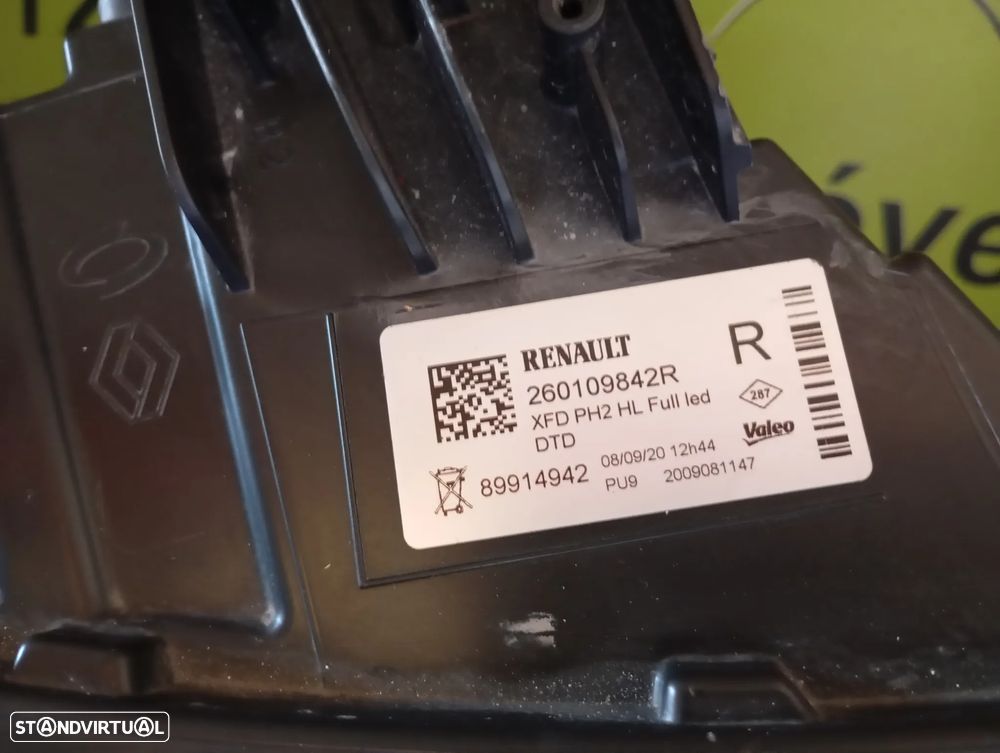 RENAULT
R
260109842R
XFD PH2 HL Full led
DTD
287
Valeo
89914942
08/09/20 12h44
PU9 2009081147
STANDVIRTUAL